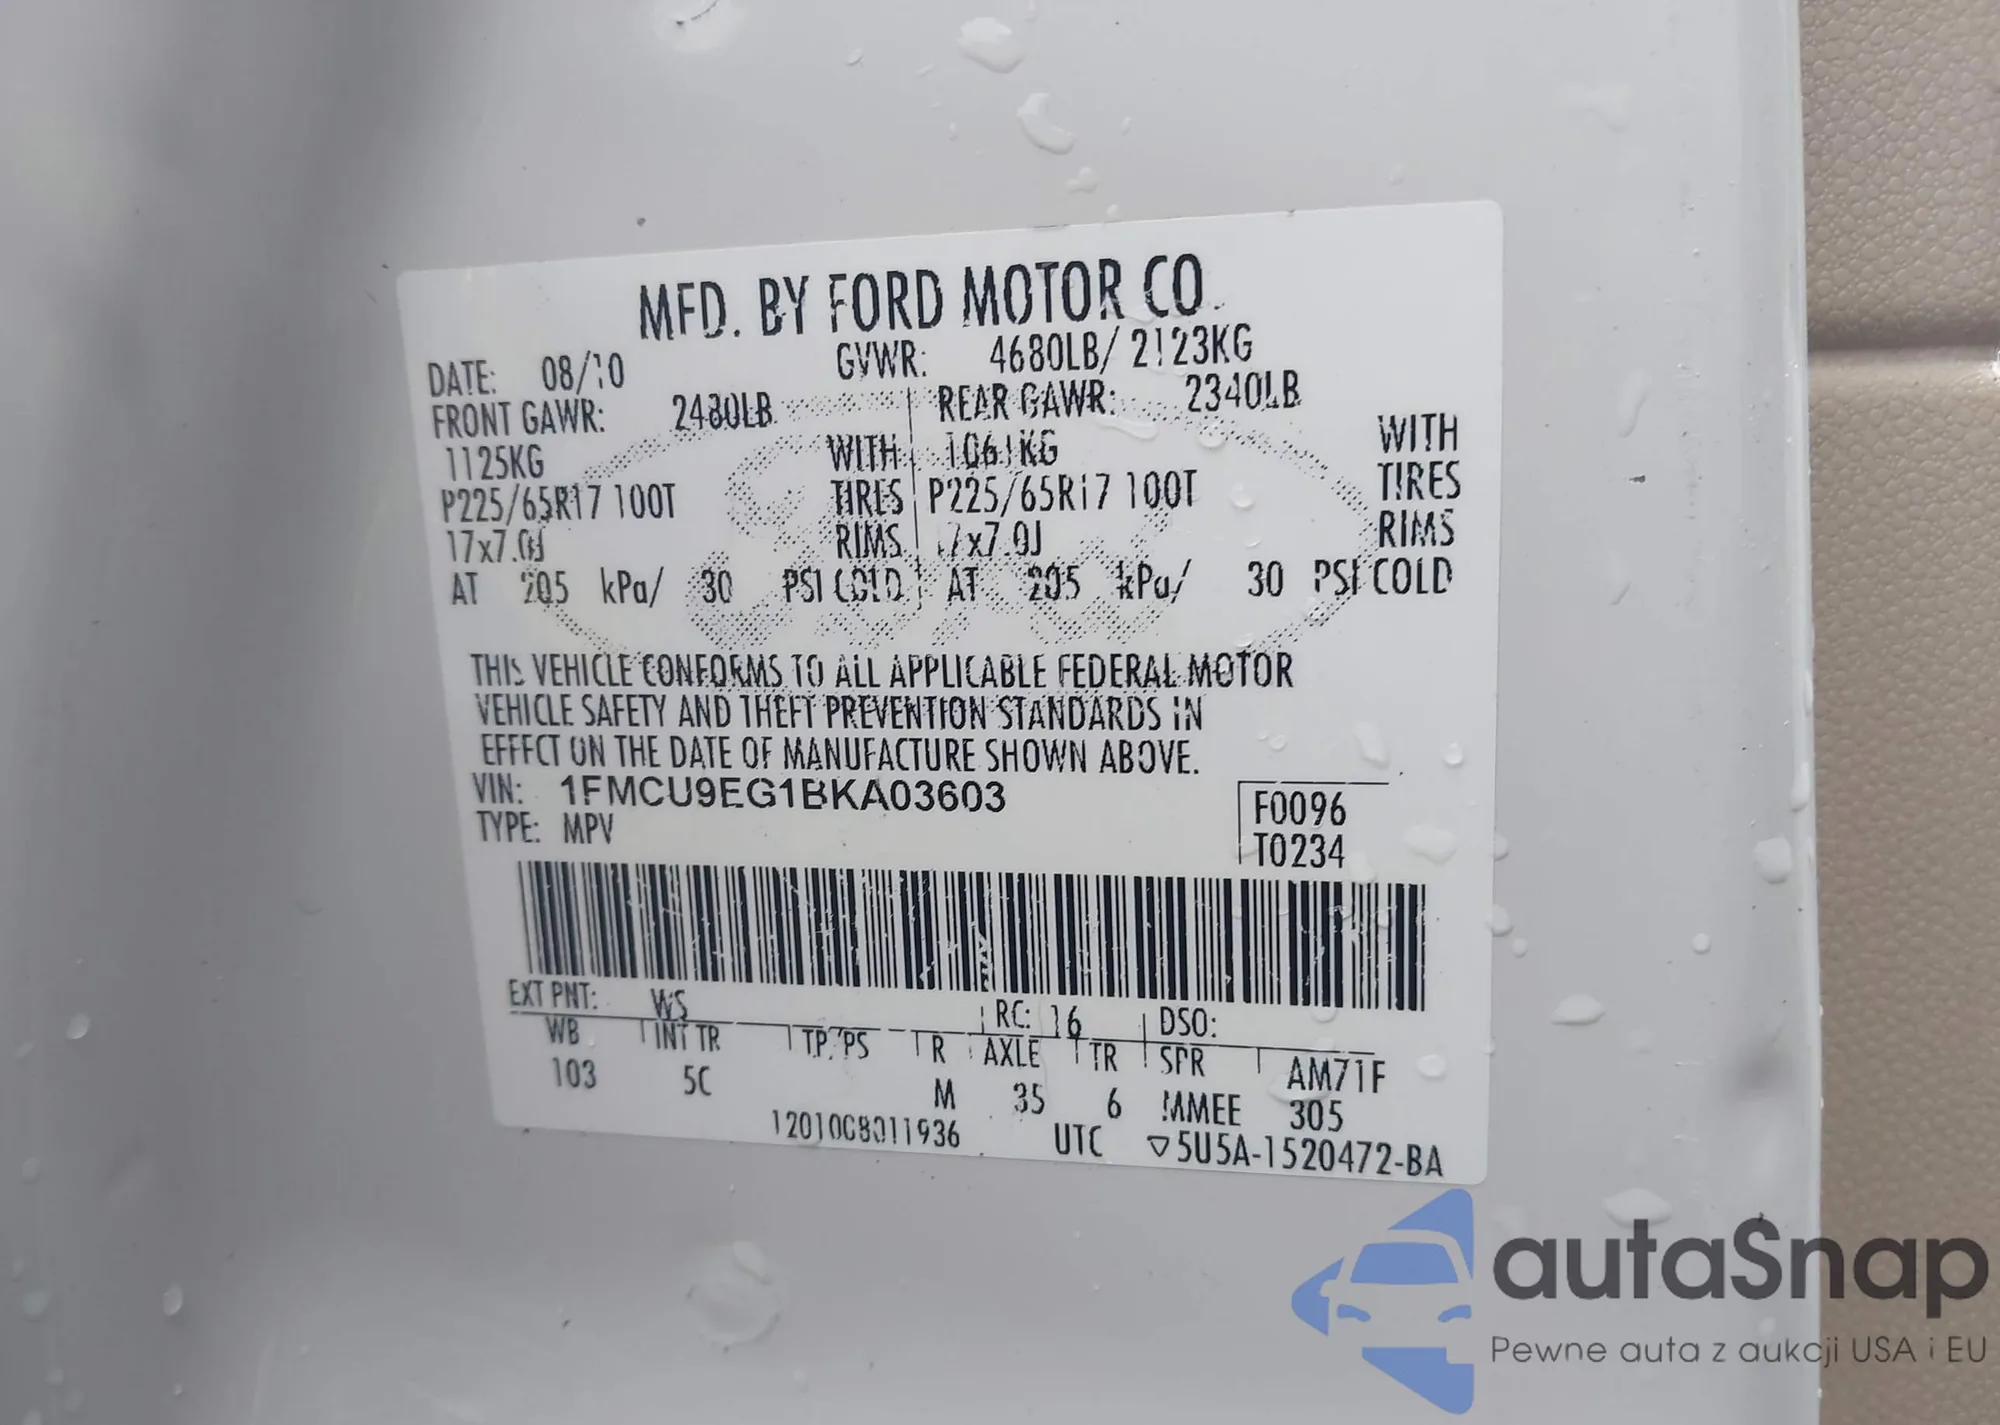 MFD. BY FORD MOTOR CO.
DATE: 08/10 GVWR: 4680LB/ 2123KG
FRONT GAWR: 2480LB REAR GAWR: 2340LB
1125KG WITH 1061KG WITH
P225/65R17 100T TIRES P225/65R17 100T TIRES
17x7.0J RIMS 17x7.0J RIMS
AT 205 kPa/ 30 PSI COLD AT 205 kPa/ 30 PSI COLD
THIS VEHICLE CONFORMS TO ALL APPLICABLE FEDERAL MOTOR
VEHICLE SAFETY AND THEFT PREVENTION STANDARDS IN
EFFECT ON THE DATE OF MANUFACTURE SHOWN ABOVE.
VIN: 1FMCU9EG1BKA03603
TYPE: MPV
F0096
T0234
EXT PNT: WS RC: 16 DSO:
WB INT TR TP/PS R AXLE TR SPR AM71F
103 5C M 35 6 MMEE 305
UTC ▽5U5A-1520472-BA
autaSnap
Pewne auta z aukcji USA i EU